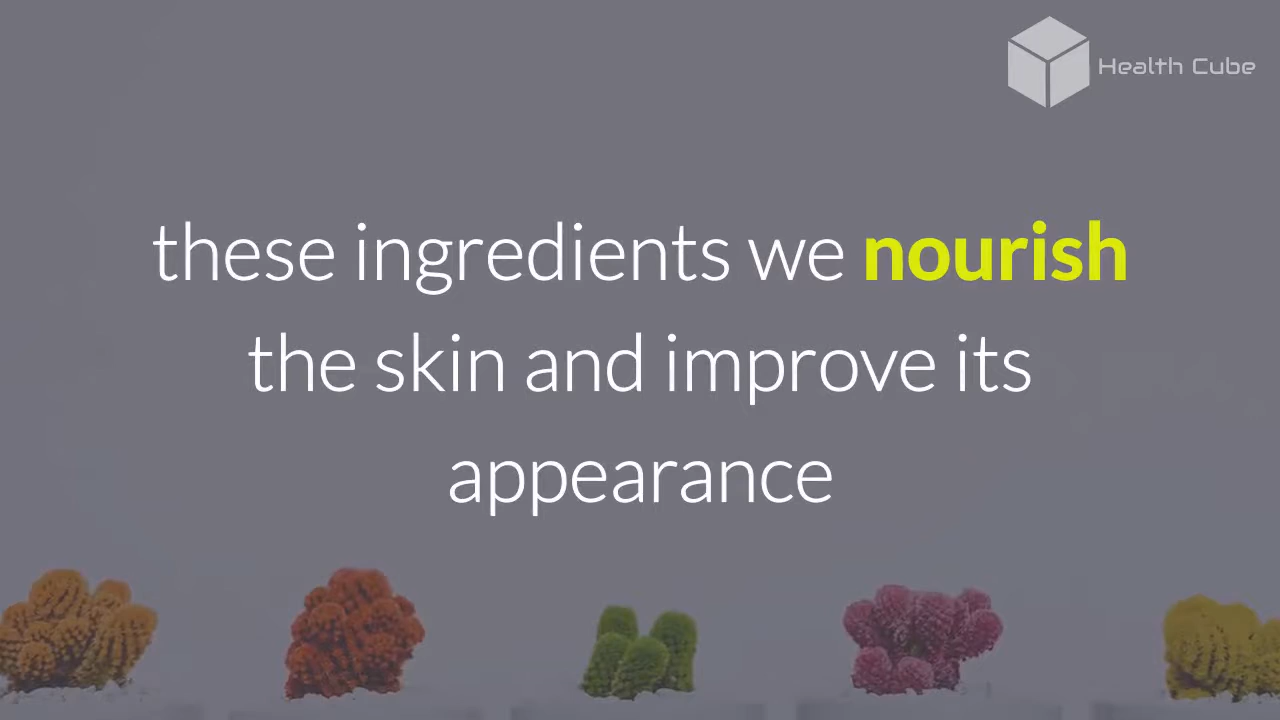 Health Cube
these ingredients we nourish
the skin and improve its
appearance